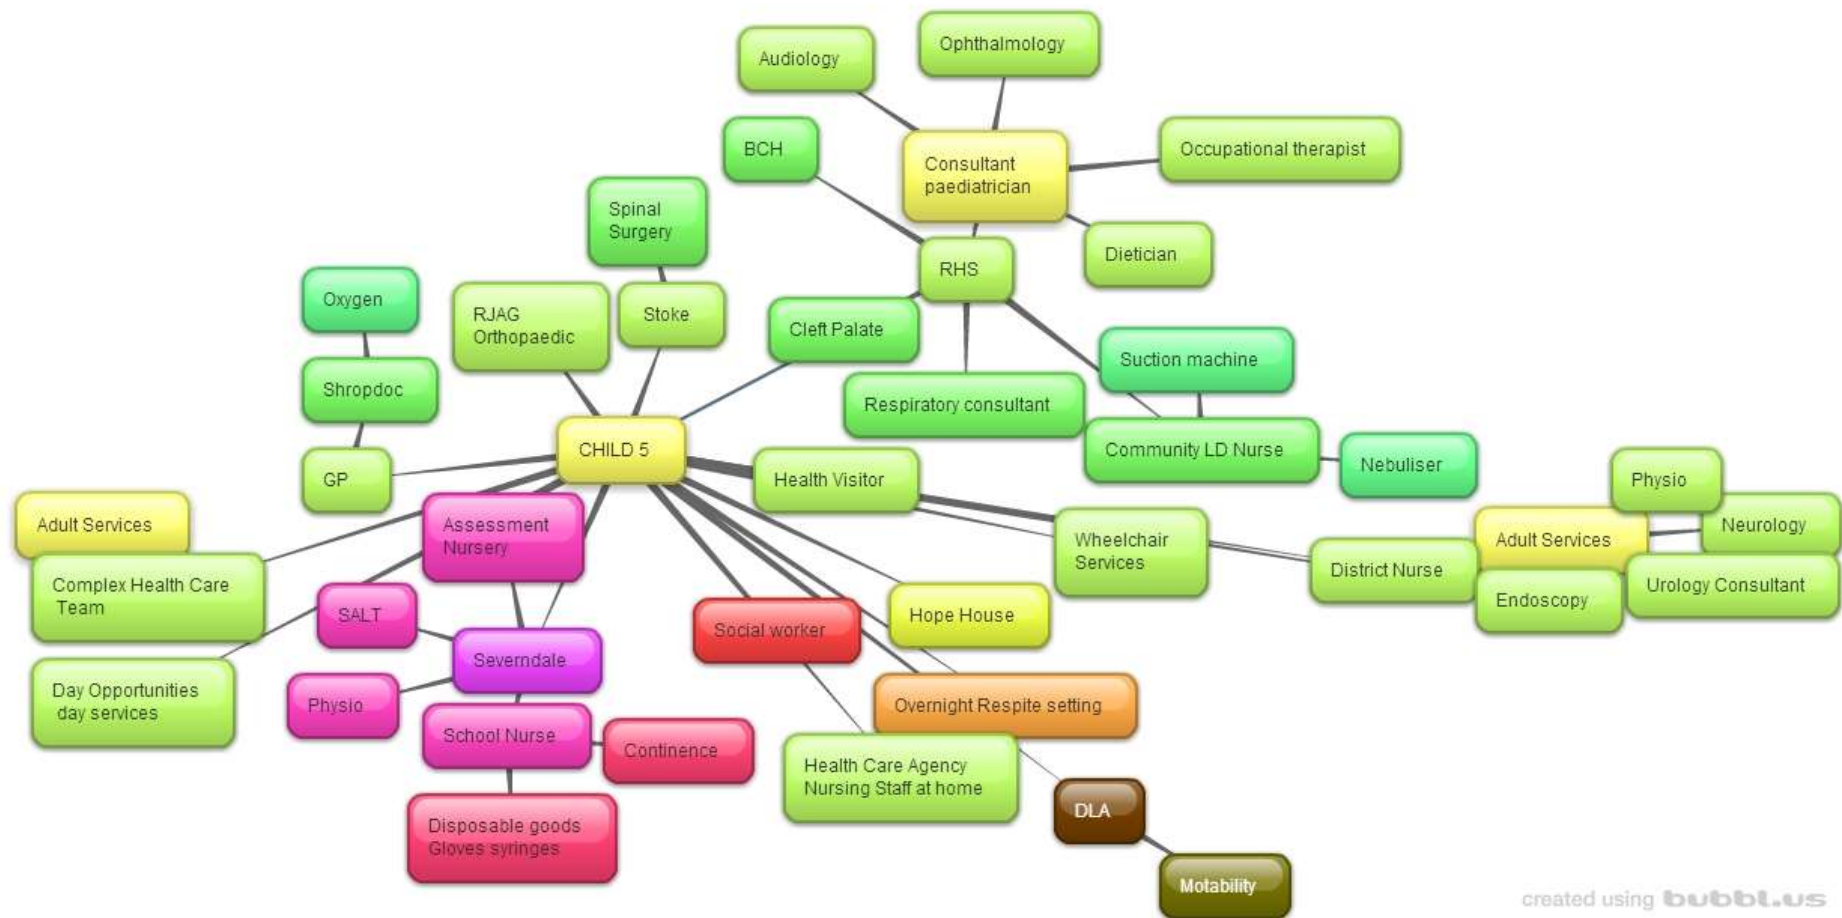 Ophthalmology
Audiology
BCH
Consultant
paediatrician
Occupational therapist
Spinal
Surgery
Dietician
RHS
Oxygen
RJAG
Orthopaedic
Stoke
Cleft Palate
Suction machine
Shropdoc
Respiratory consultant
CHILD 5
Community LD Nurse
Nebuliser
GP
Health Visitor
Physio
Adult Services
Assessment
Nursery
Wheelchair
Services
Adult Services
Neurology
District Nurse
Complex Health Care
Team
Urology Consultant
Endoscopy
SALT
Social worker
Hope House
Severndale
Day Opportunities
day services
Physio
Overnight Respite setting
School Nurse
Continence
Health Care Agency
Nursing Staff at home
DLA
Disposable goods
Gloves syringes
Motability
created using bubbl.us